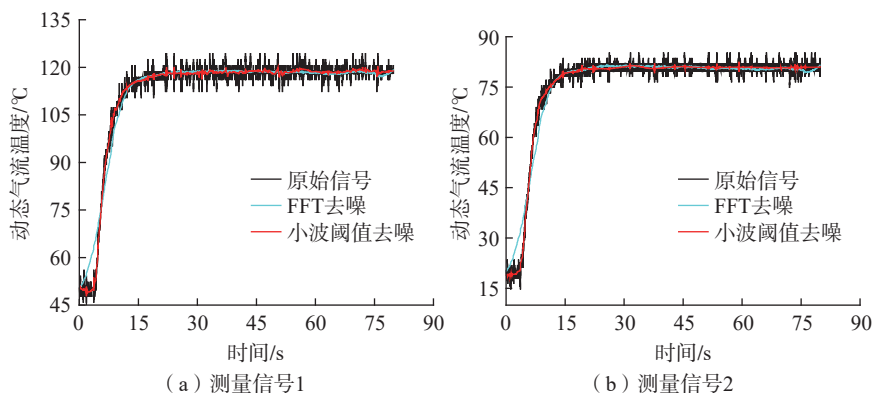 135
120
105
90
75
60
45
动态气流温度/℃
原始信号
FFT去噪
小波阈值去噪
0 15 30 45 60 75 90
时间/s
（a）测量信号1
90
75
60
45
30
15
动态气流温度/℃
原始信号
FFT去噪
小波阈值去噪
0 15 30 45 60 75 90
时间/s
（b）测量信号2